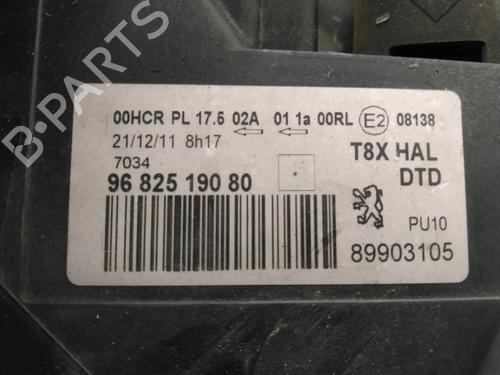 B-PARTS
00HCR PL 17.5 02A 01 1a 00RL E2 08138
21/12/11 8h17
7034
96 825 190 80
T8X HAL
DTD
PU10
89903105